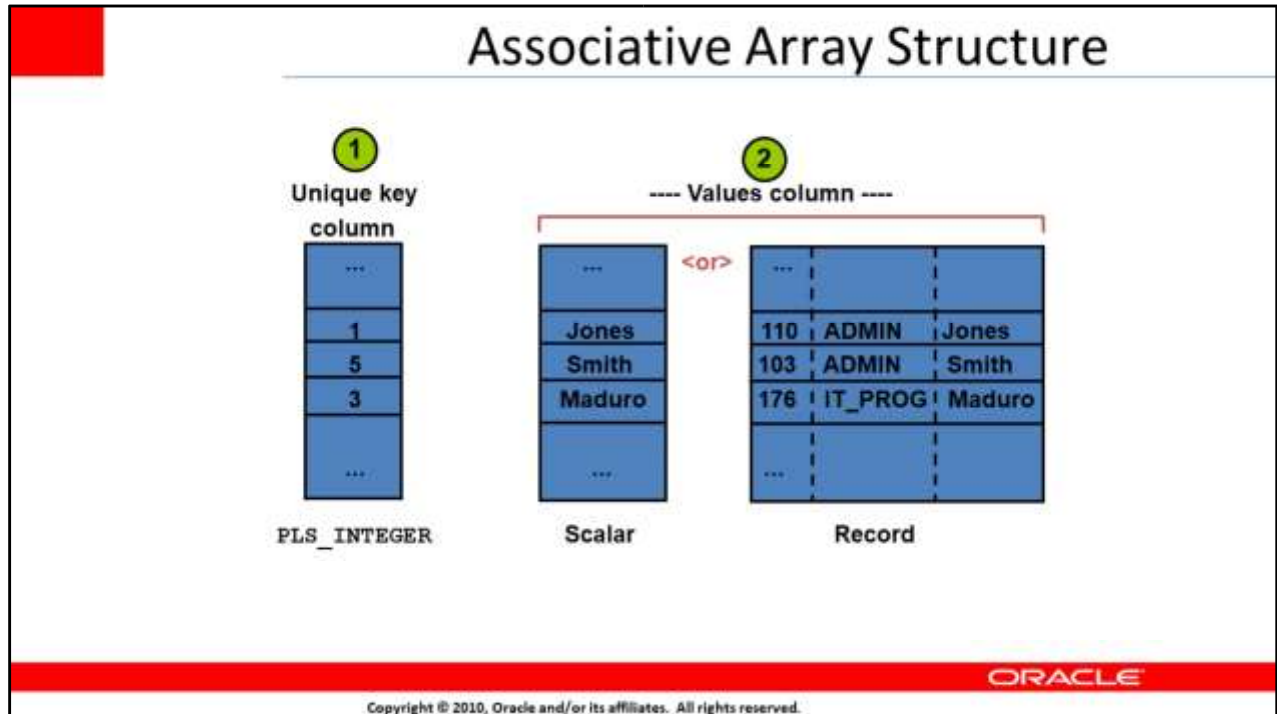 Associative Array Structure
1
Unique key
column
2
---- Values column ----
...
1
5
3
...
PLS_INTEGER
...
Jones
Smith
Maduro
...
Scalar
<or>
...
110 ADMIN Jones
103 ADMIN Smith
176 IT_PROG Maduro
...
Record
ORACLE
Copyright © 2010, Oracle and/or its affiliates. All rights reserved.